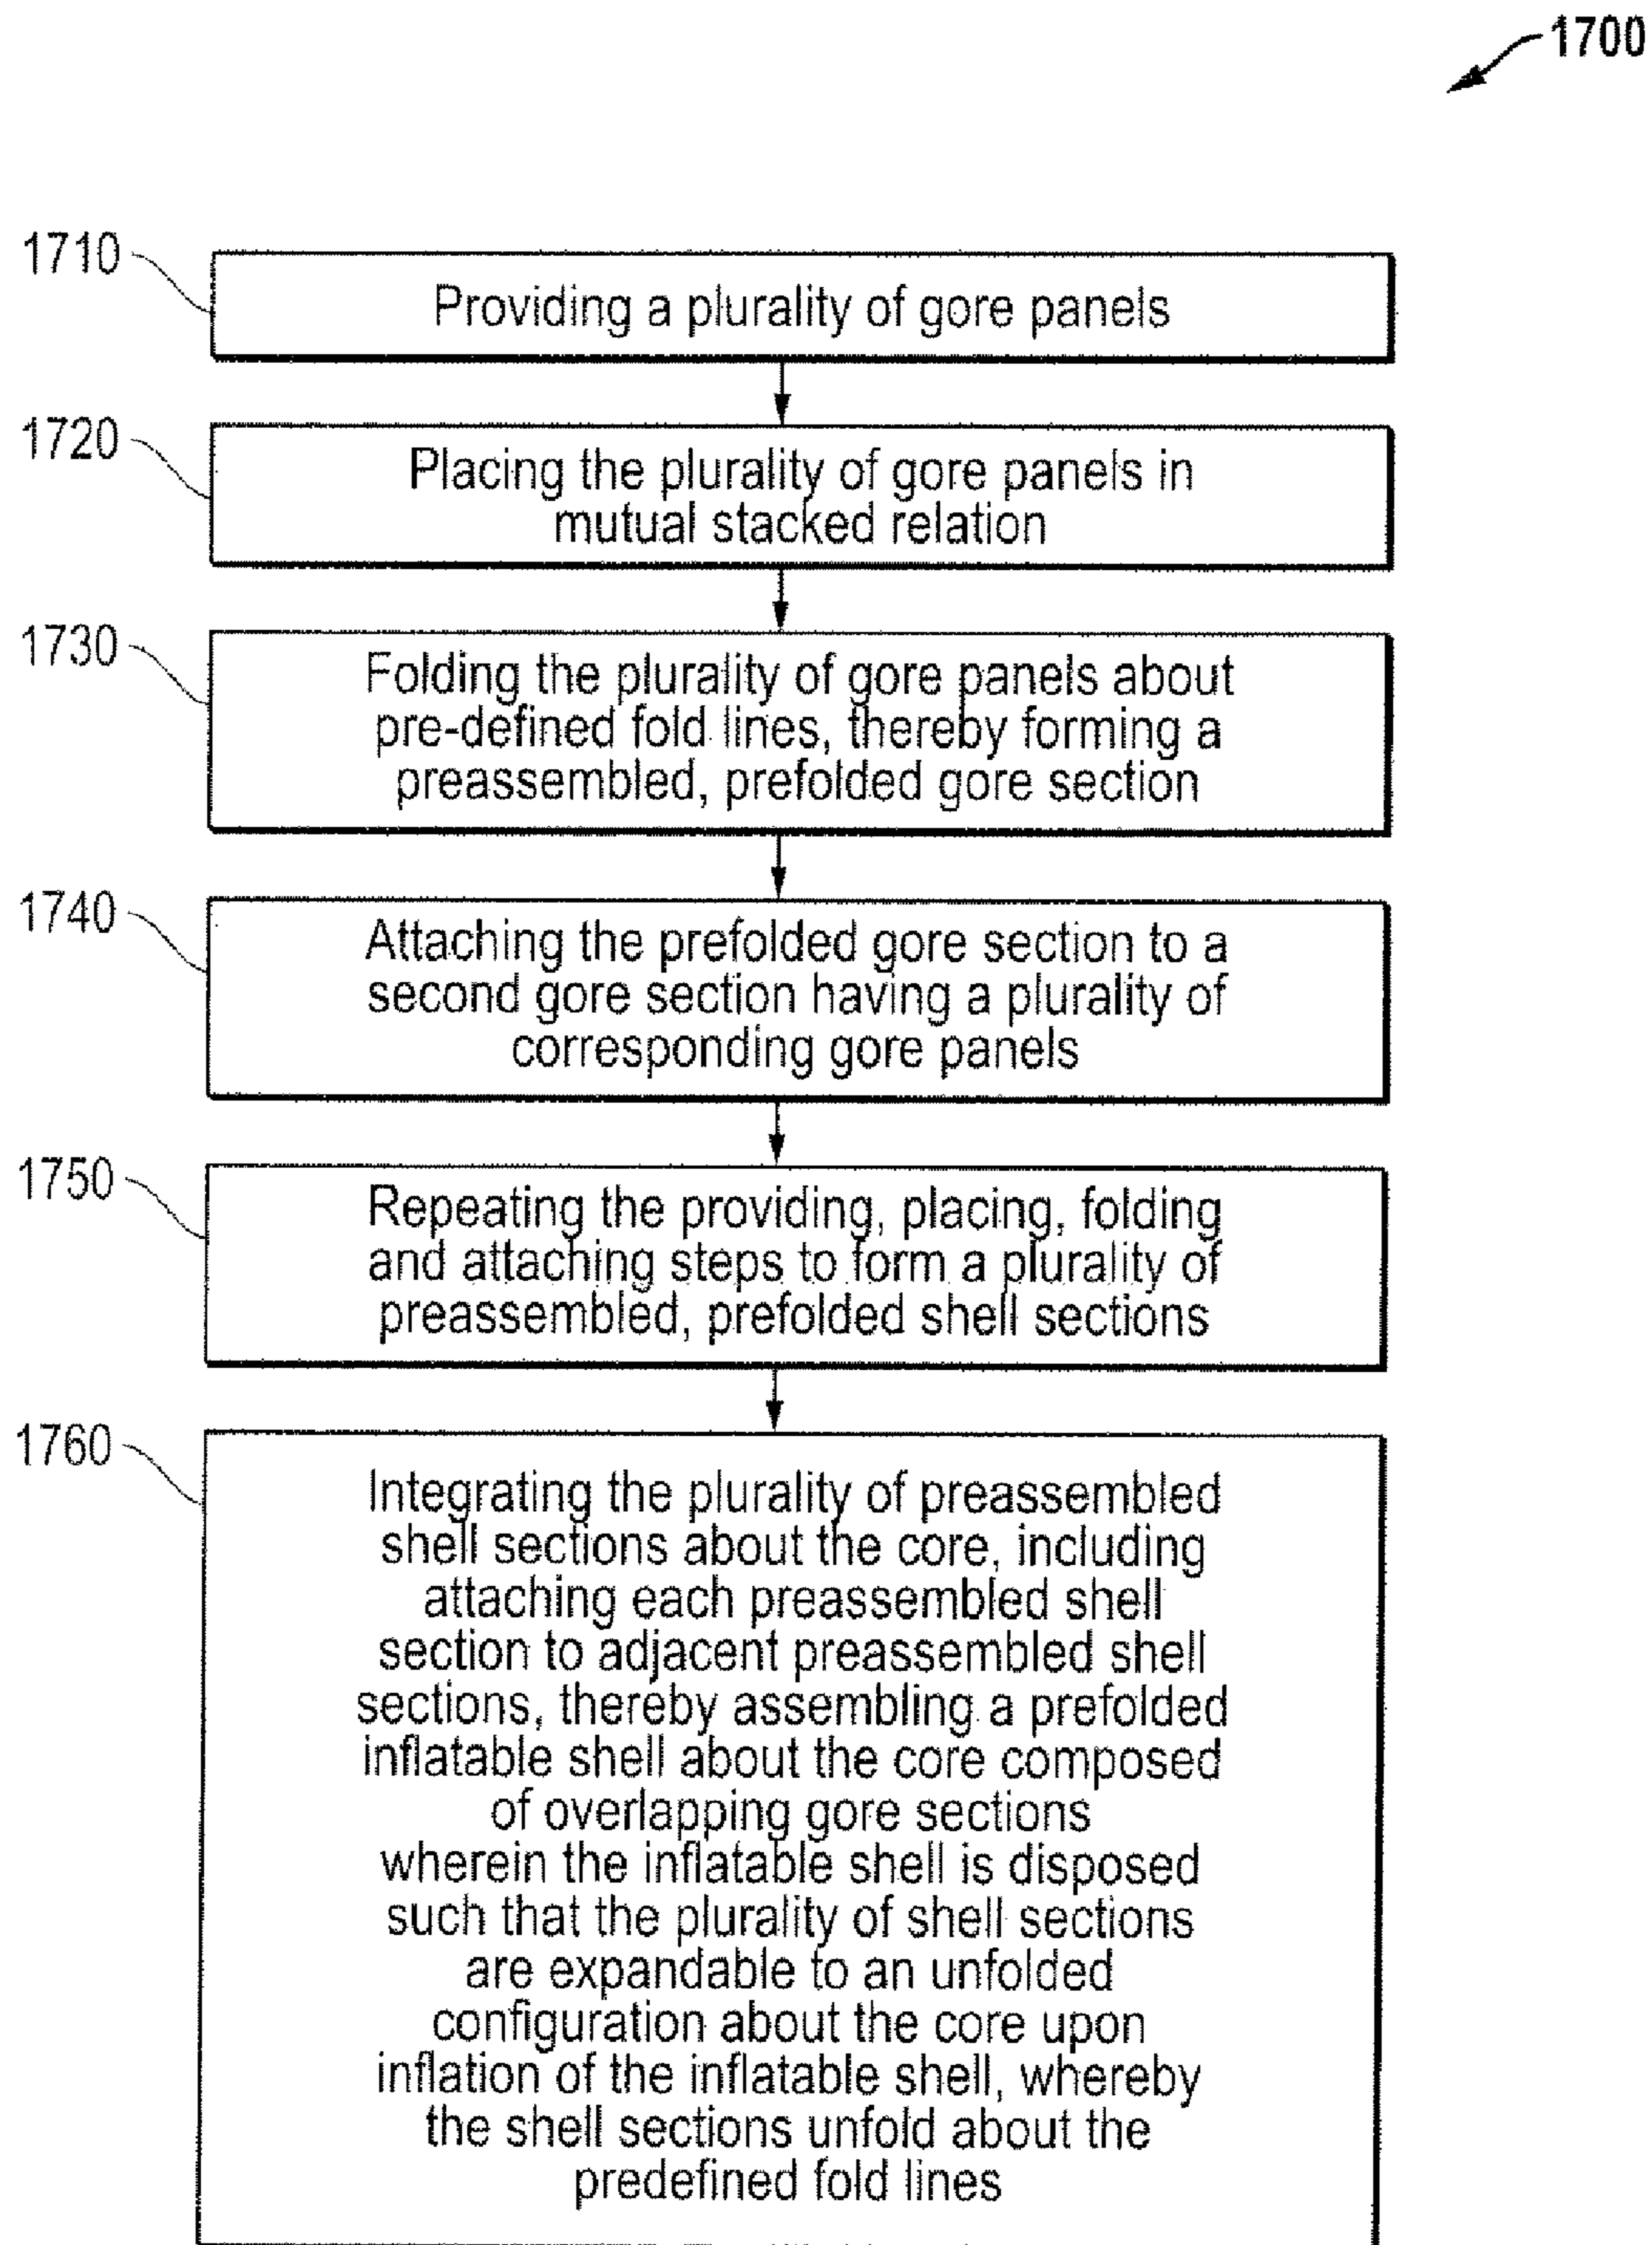 1700
1710
Providing a plurality of gore panels
1720
Placing the plurality of gore panels in
mutual stacked relation
1730
Folding the plurality of gore panels about
pre-defined fold lines, thereby forming a
preassembled, prefolded gore section
1740
Attaching the prefolded gore section to a
second gore section having a plurality of
corresponding gore panels
1750
Repeating the providing, placing, folding
and attaching steps to form a plurality of
preassembled, prefolded shell sections
1760
Integrating the plurality of preassembled
shell sections about the core, including
attaching each preassembled shell
section to adjacent preassembled shell
sections, thereby assembling a prefolded
inflatable shell about the core composed
of overlapping gore sections
wherein the inflatable shell is disposed
such that the plurality of shell sections
are expandable to an unfolded
configuration about the core upon
inflation of the inflatable shell, whereby
the shell sections unfold about the
predefined fold lines